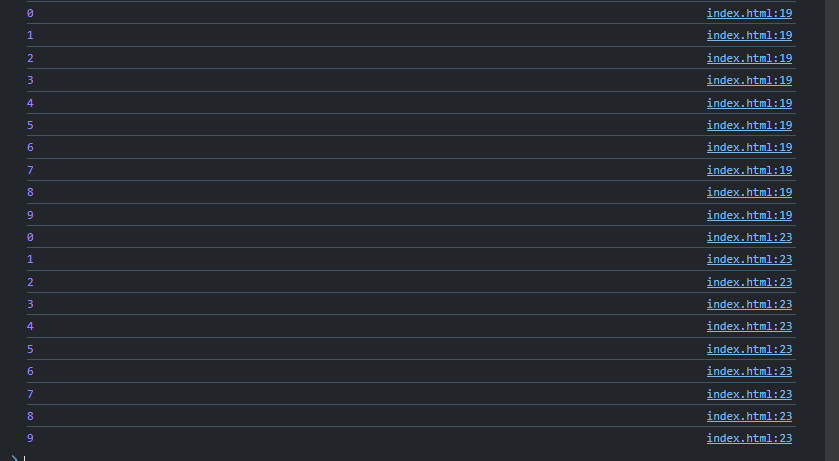 0 index.html:19
1 index.html:19
2 index.html:19
3 index.html:19
4 index.html:19
5 index.html:19
6 index.html:19
7 index.html:19
8 index.html:19
9 index.html:19
0 index.html:23
1 index.html:23
2 index.html:23
3 index.html:23
4 index.html:23
5 index.html:23
6 index.html:23
7 index.html:23
8 index.html:23
9 index.html:23